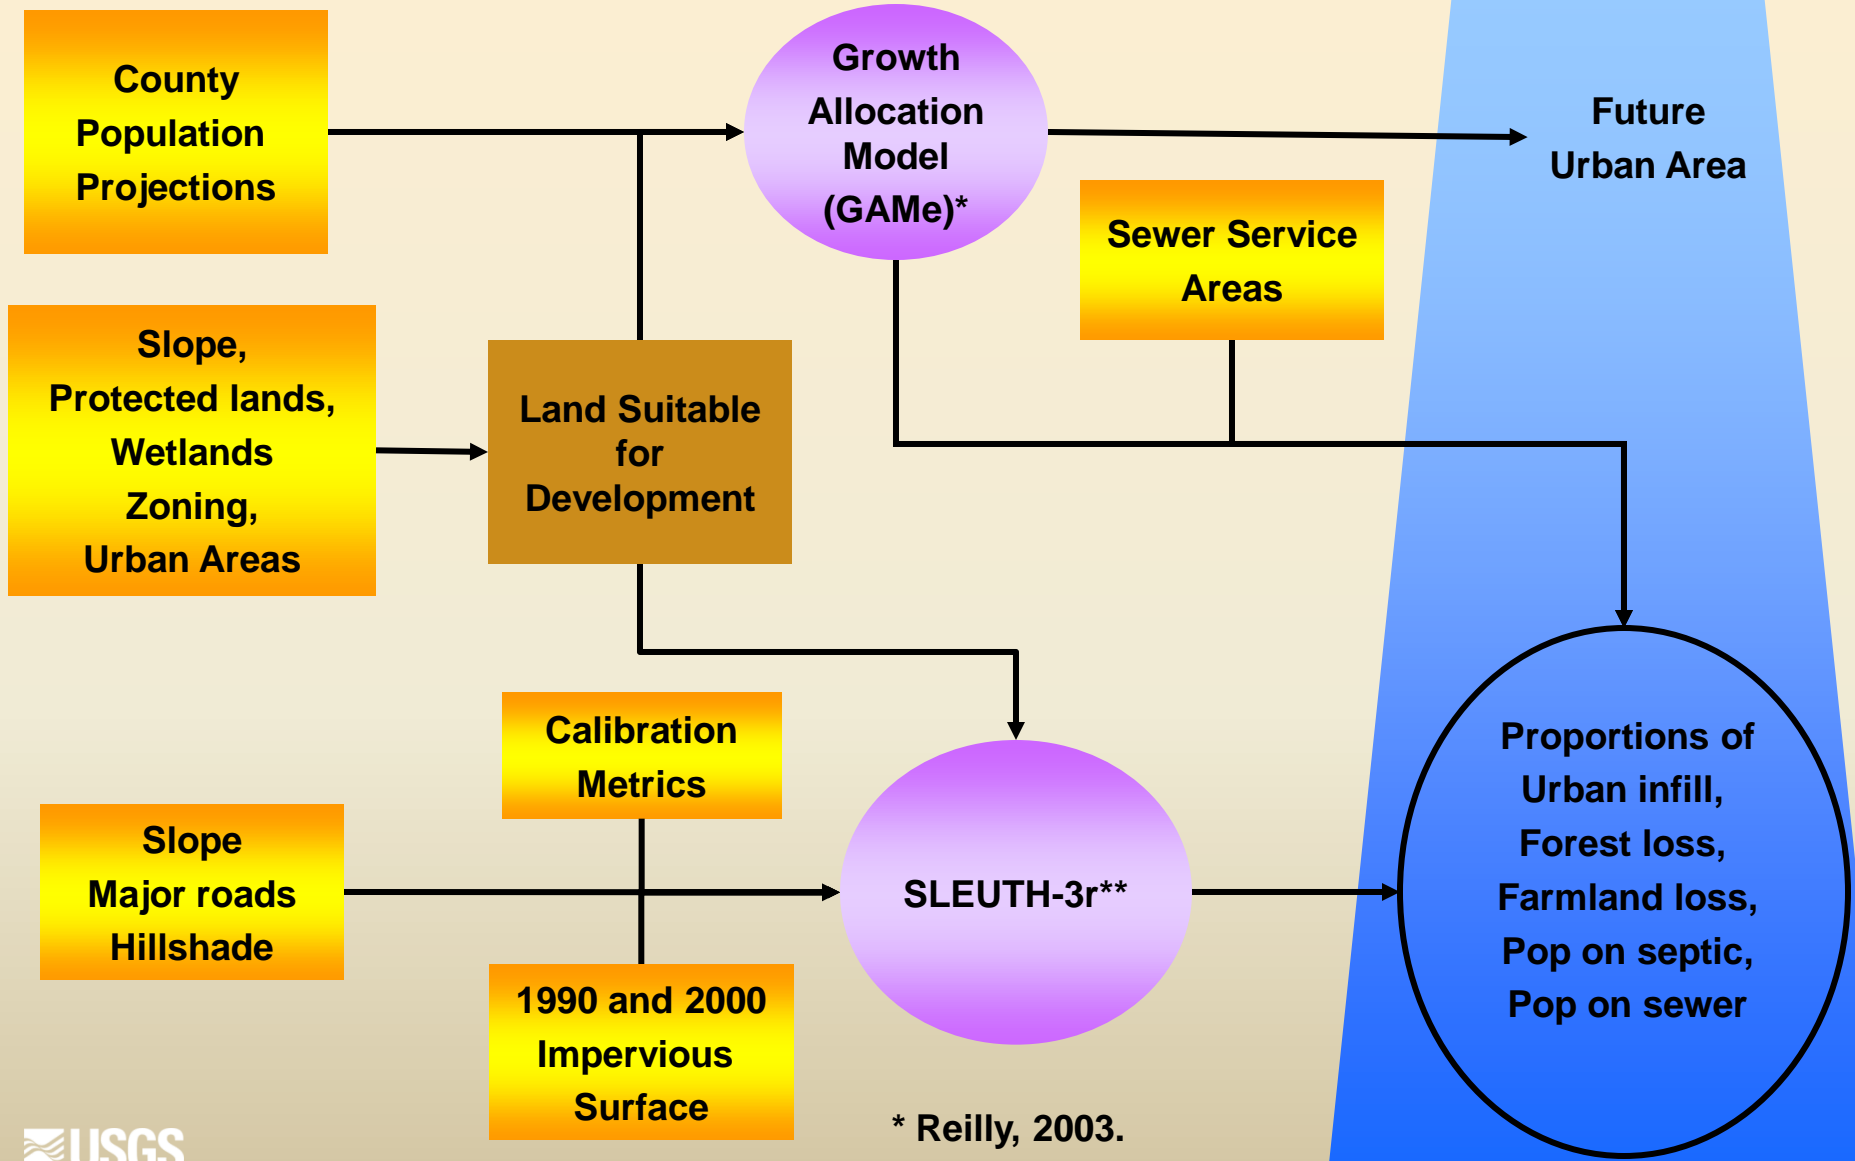 County
Population
Projections
Growth
Allocation
Model
(GAMe)*
Future
Urban Area
Sewer Service
Areas
Slope,
Protected lands,
Wetlands
Zoning,
Urban Areas
Land Suitable
for
Development
Calibration
Metrics
Slope
Major roads
Hillshade
SLEUTH-3r**
Proportions of
Urban infill,
Forest loss,
Farmland loss,
Pop on septic,
Pop on sewer
1990 and 2000
Impervious
Surface
* Reilly, 2003.
USGS